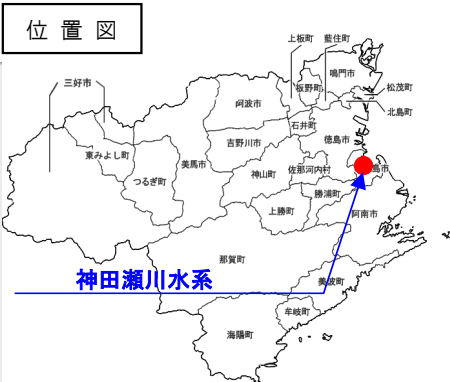 位置図
上板町
藍住町
鳴門市
三好市
板野町
松茂町
阿波市
北島町
石井町
吉野川市
徳島市
東みよし町
美馬市
つるぎ町
神山町
佐那河内村
島市
勝浦町
上勝町
阿南市
那賀町
神田瀬川水系
美波町
牟岐町
海陽町